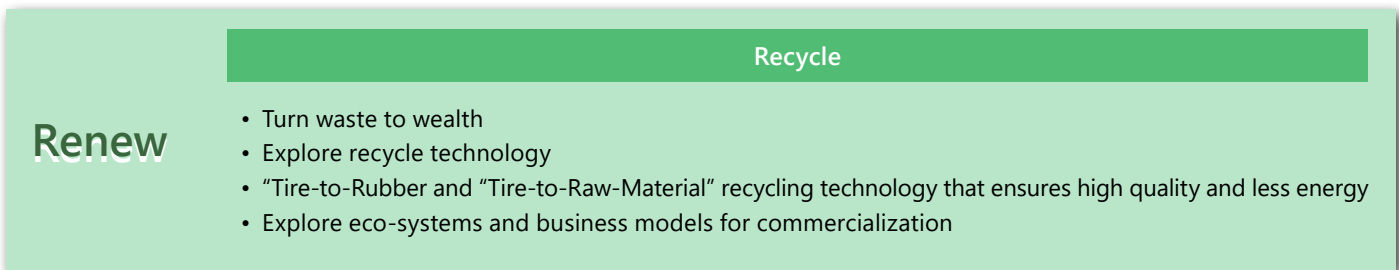 Recycle
Renew
• Turn waste to wealth
• Explore recycle technology
• “Tire-to-Rubber and “Tire-to-Raw-Material” recycling technology that ensures high quality and less energy
• Explore eco-systems and business models for commercialization